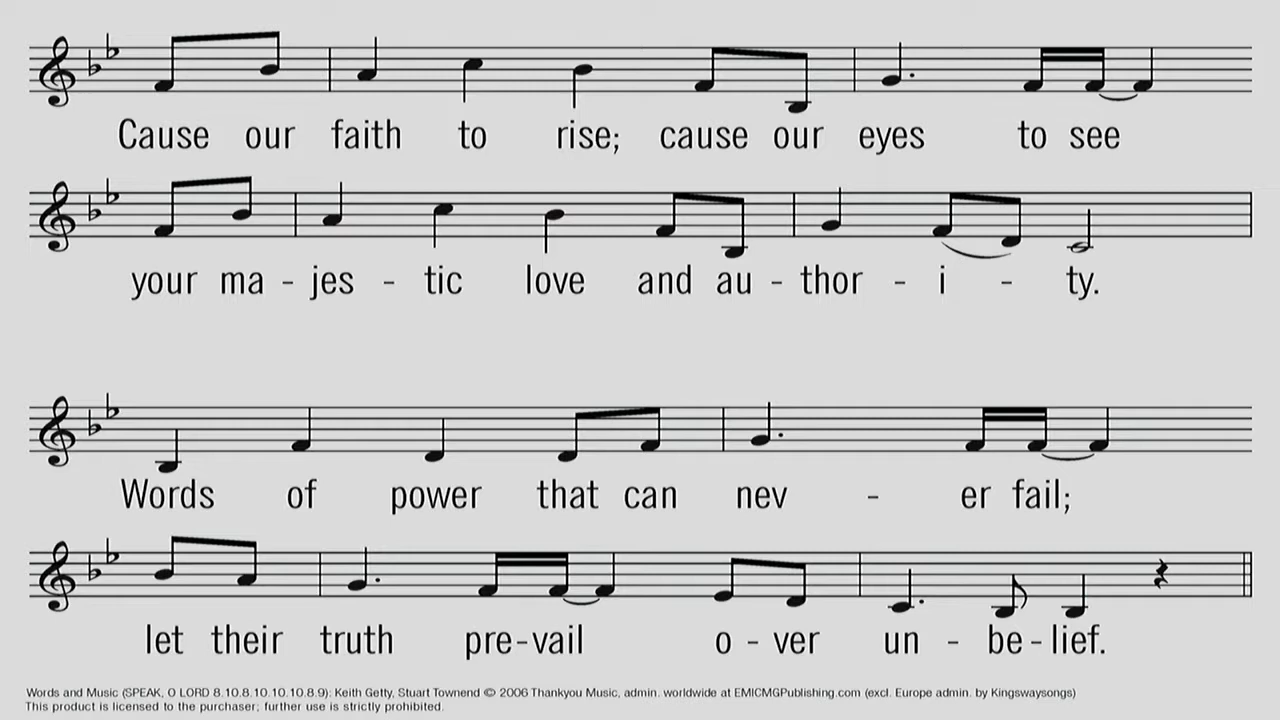 Cause our faith to rise; cause our eyes to see
your ma - jes - tic love and au - thor - i - ty.
Words of power that can nev - er fail;
let their truth pre-vail o - ver un - be-lief.
Words and Music (SPEAK, O LORD 8.10.8.10.10.10.8.9): Keith Getty, Stuart Townend © 2006 Thankyou Music, admin. worldwide at EMICMGPublishing.com (excl. Europe admin. by Kingswaysongs)
This product is licensed to the purchaser; further use is strictly prohibited.